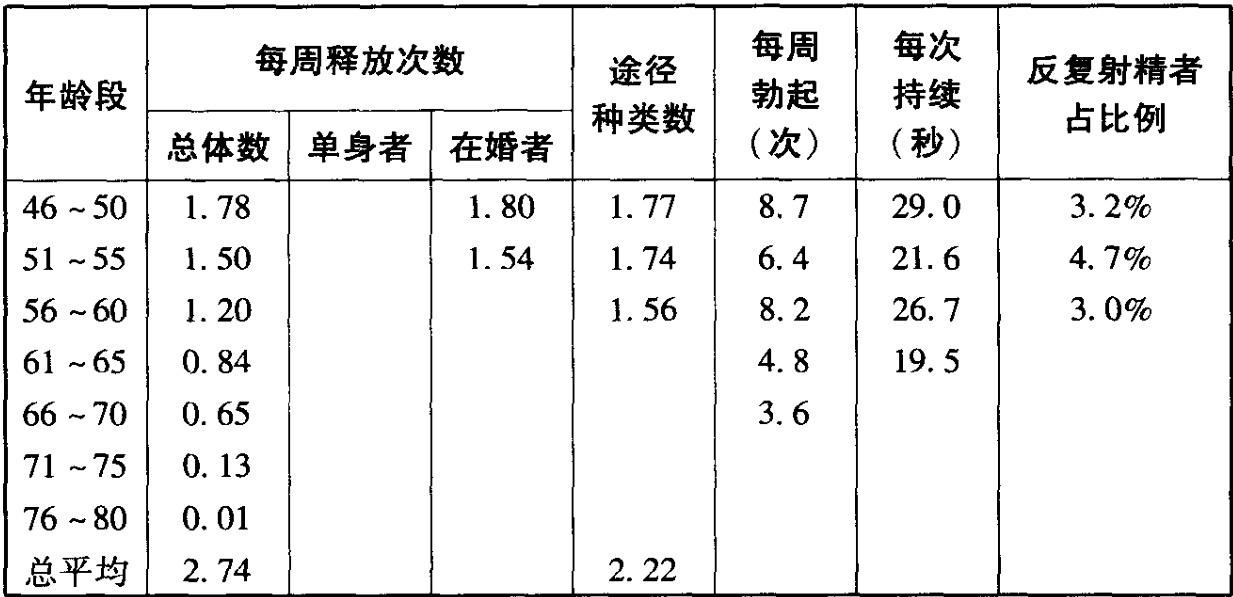 年龄段 每周释放次数 途径种类数 每周勃起(次) 每次持续(秒) 反复射精者占比例
总体数 单身者 在婚者
46~50 1.78 1.80 1.77 8.7 29.0 3.2%
51~55 1.50 1.54 1.74 6.4 21.6 4.7%
56~60 1.20 1.56 8.2 26.7 3.0%
61~65 0.84 4.8 19.5
66~70 0.65 3.6
71~75 0.13
76~80 0.01
总平均 2.74 2.22